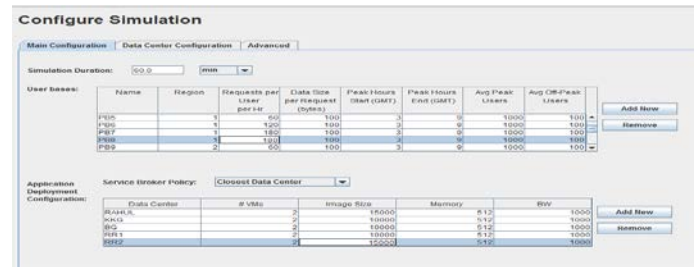 Configure Simulation
Main Configuration Data Center Configuration Advanced
Simulation Duration: 60.0 min
User bases:
Name Region Requests per User per Hr Data Size per Request (bytes) Peak Hours Start (GMT) Peak Hours End (GMT) Avg Peak Users Avg Off-Peak Users
PB5 1 60 100 3 9 1000 100
PB6 1 120 100 3 9 1000 100
PB7 1 180 100 3 9 1000 100
PB8 1 100 3 9 1000 100
PB9 2 60 100 3 9 1000 100
Add New
Remove
Application Deployment Configuration:
Service Broker Policy: Closest Data Center
Data Center # VMs Image Size Memory BW
RAHUL 2 15000 512 1000
KKG 2 10000 512 1000
BG 2 10000 512 1000
RR1 2 10000 512 1000
RR2 2 15000 512 1000
Add New
Remove